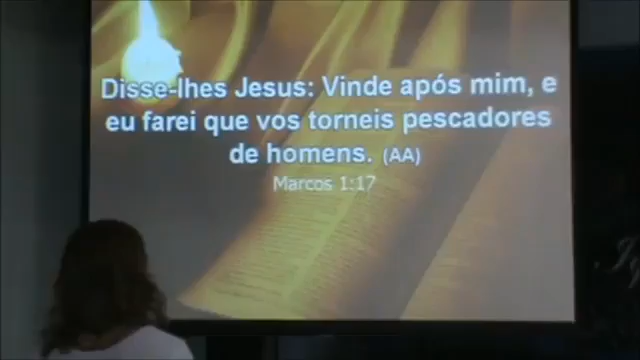 Disse-lhes Jesus: Vinde após mim, e
eu farei que vos torneis pescadores
de homens. (AA)
Marcos 1:17